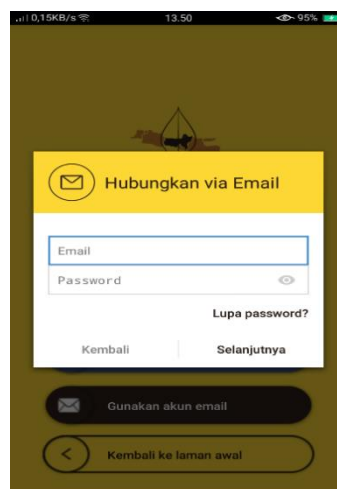 0,15KB/s
13.50
95%
Hubungkan via Email
Email
Password
Lupa password?
Kembali
Selanjutnya
Gunakan akun email
Kembali ke laman awal